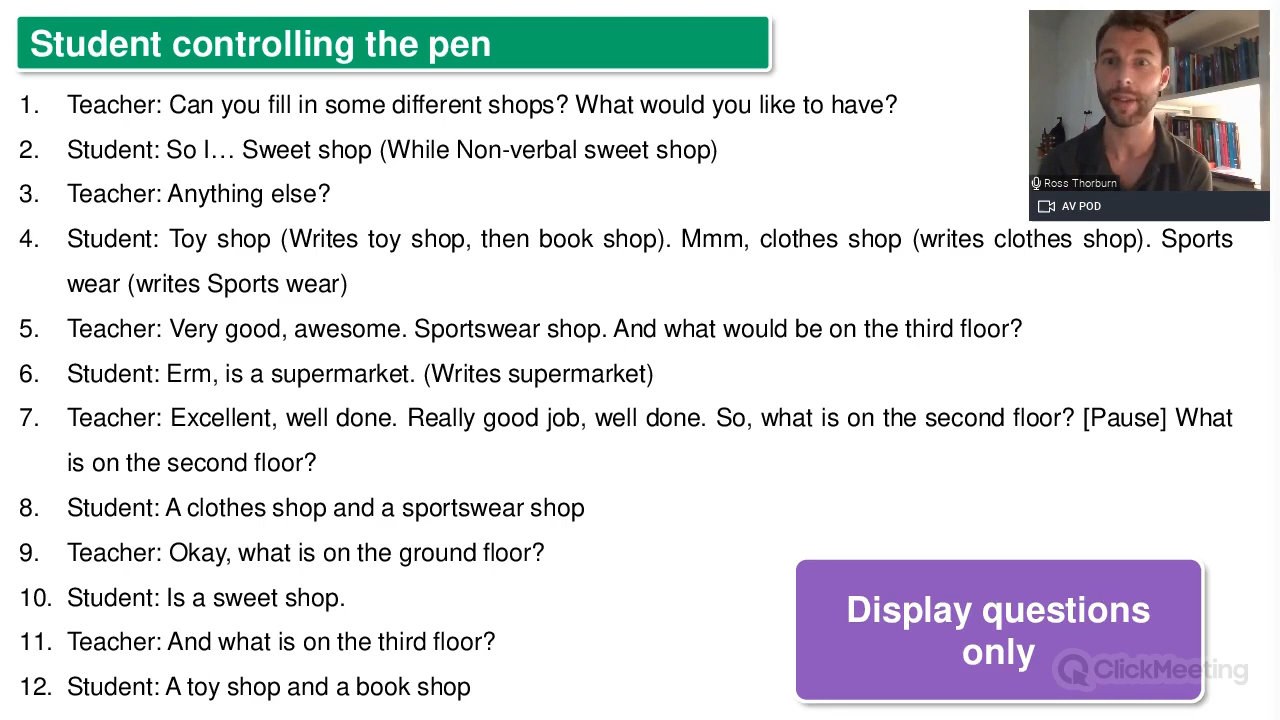 Student controlling the pen
1. Teacher: Can you fill in some different shops? What would you like to have?
2. Student: So I… Sweet shop (While Non-verbal sweet shop)
3. Teacher: Anything else?
4. Student: Toy shop (Writes toy shop, then book shop). Mmm, clothes shop (writes clothes shop). Sports
wear (writes Sports wear)
5. Teacher: Very good, awesome. Sportswear shop. And what would be on the third floor?
6. Student: Erm, is a supermarket. (Writes supermarket)
7. Teacher: Excellent, well done. Really good job, well done. So, what is on the second floor? [Pause] What
is on the second floor?
8. Student: A clothes shop and a sportswear shop
9. Teacher: Okay, what is on the ground floor?
10. Student: Is a sweet shop.
11. Teacher: And what is on the third floor?
12. Student: A toy shop and a book shop
Display questions
only
Ross Thorburn
AV POD
ClickMeeting